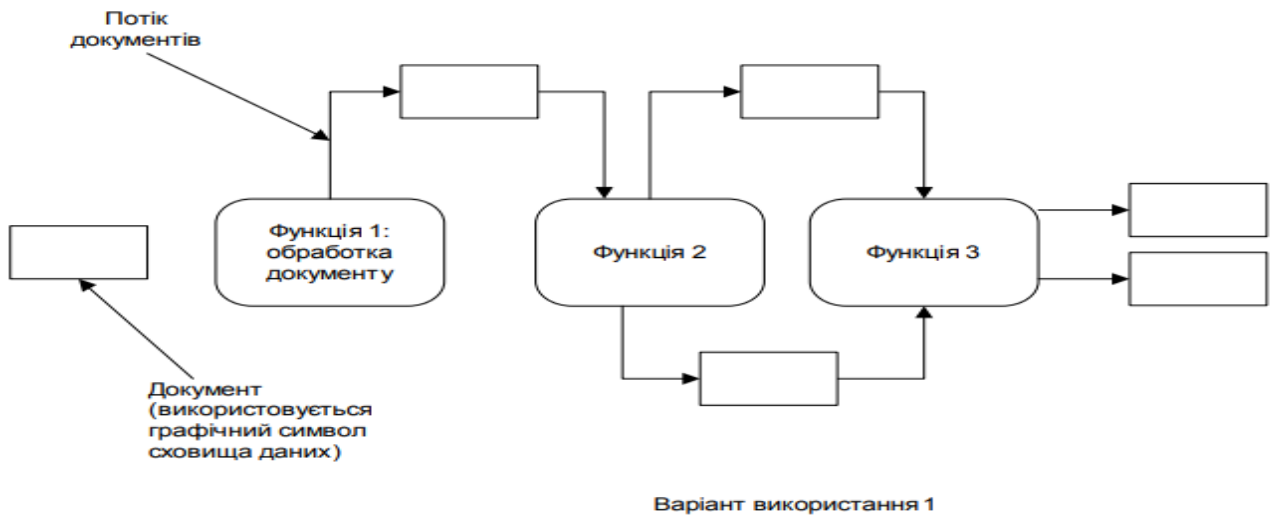 Потік
документів
Функція 1:
обработка
документу
Функція 2
Функція 3
Документ
(використовується
графічний символ
сховища даних)
Варіант використання 1